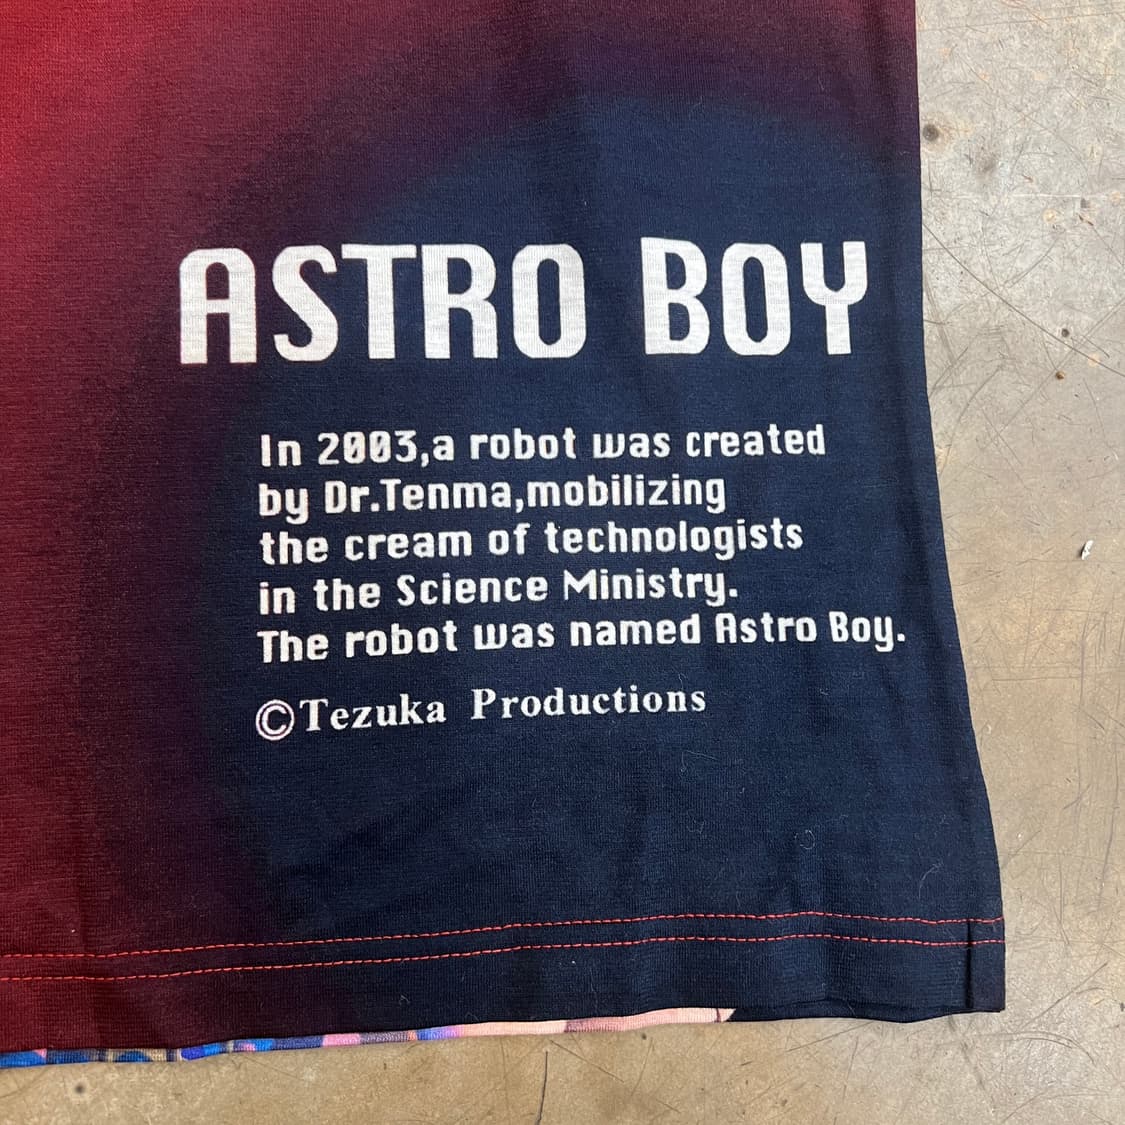 ASTRO BOY
In 2003,a robot was created
by Dr.Tenma,mobilizing
the cream of technologists
in the Science Ministry.
The robot was named Astro Boy.
©Tezuka Productions